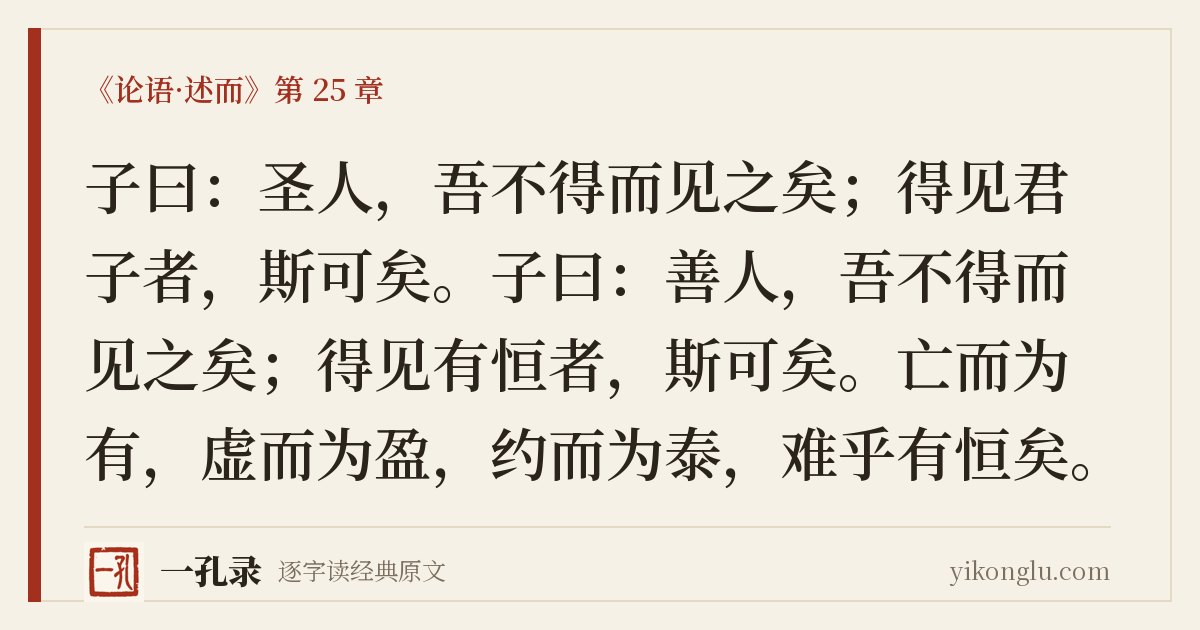 《论语·述而》第 25 章
子曰：圣人，吾不得而见之矣；得见君
子者，斯可矣。子曰：善人，吾不得而
见之矣；得见有恒者，斯可矣。亡而为
有，虚而为盈，约而为泰，难乎有恒矣。
一孔
一孔录 逐字读经典原文 yikonglu.com